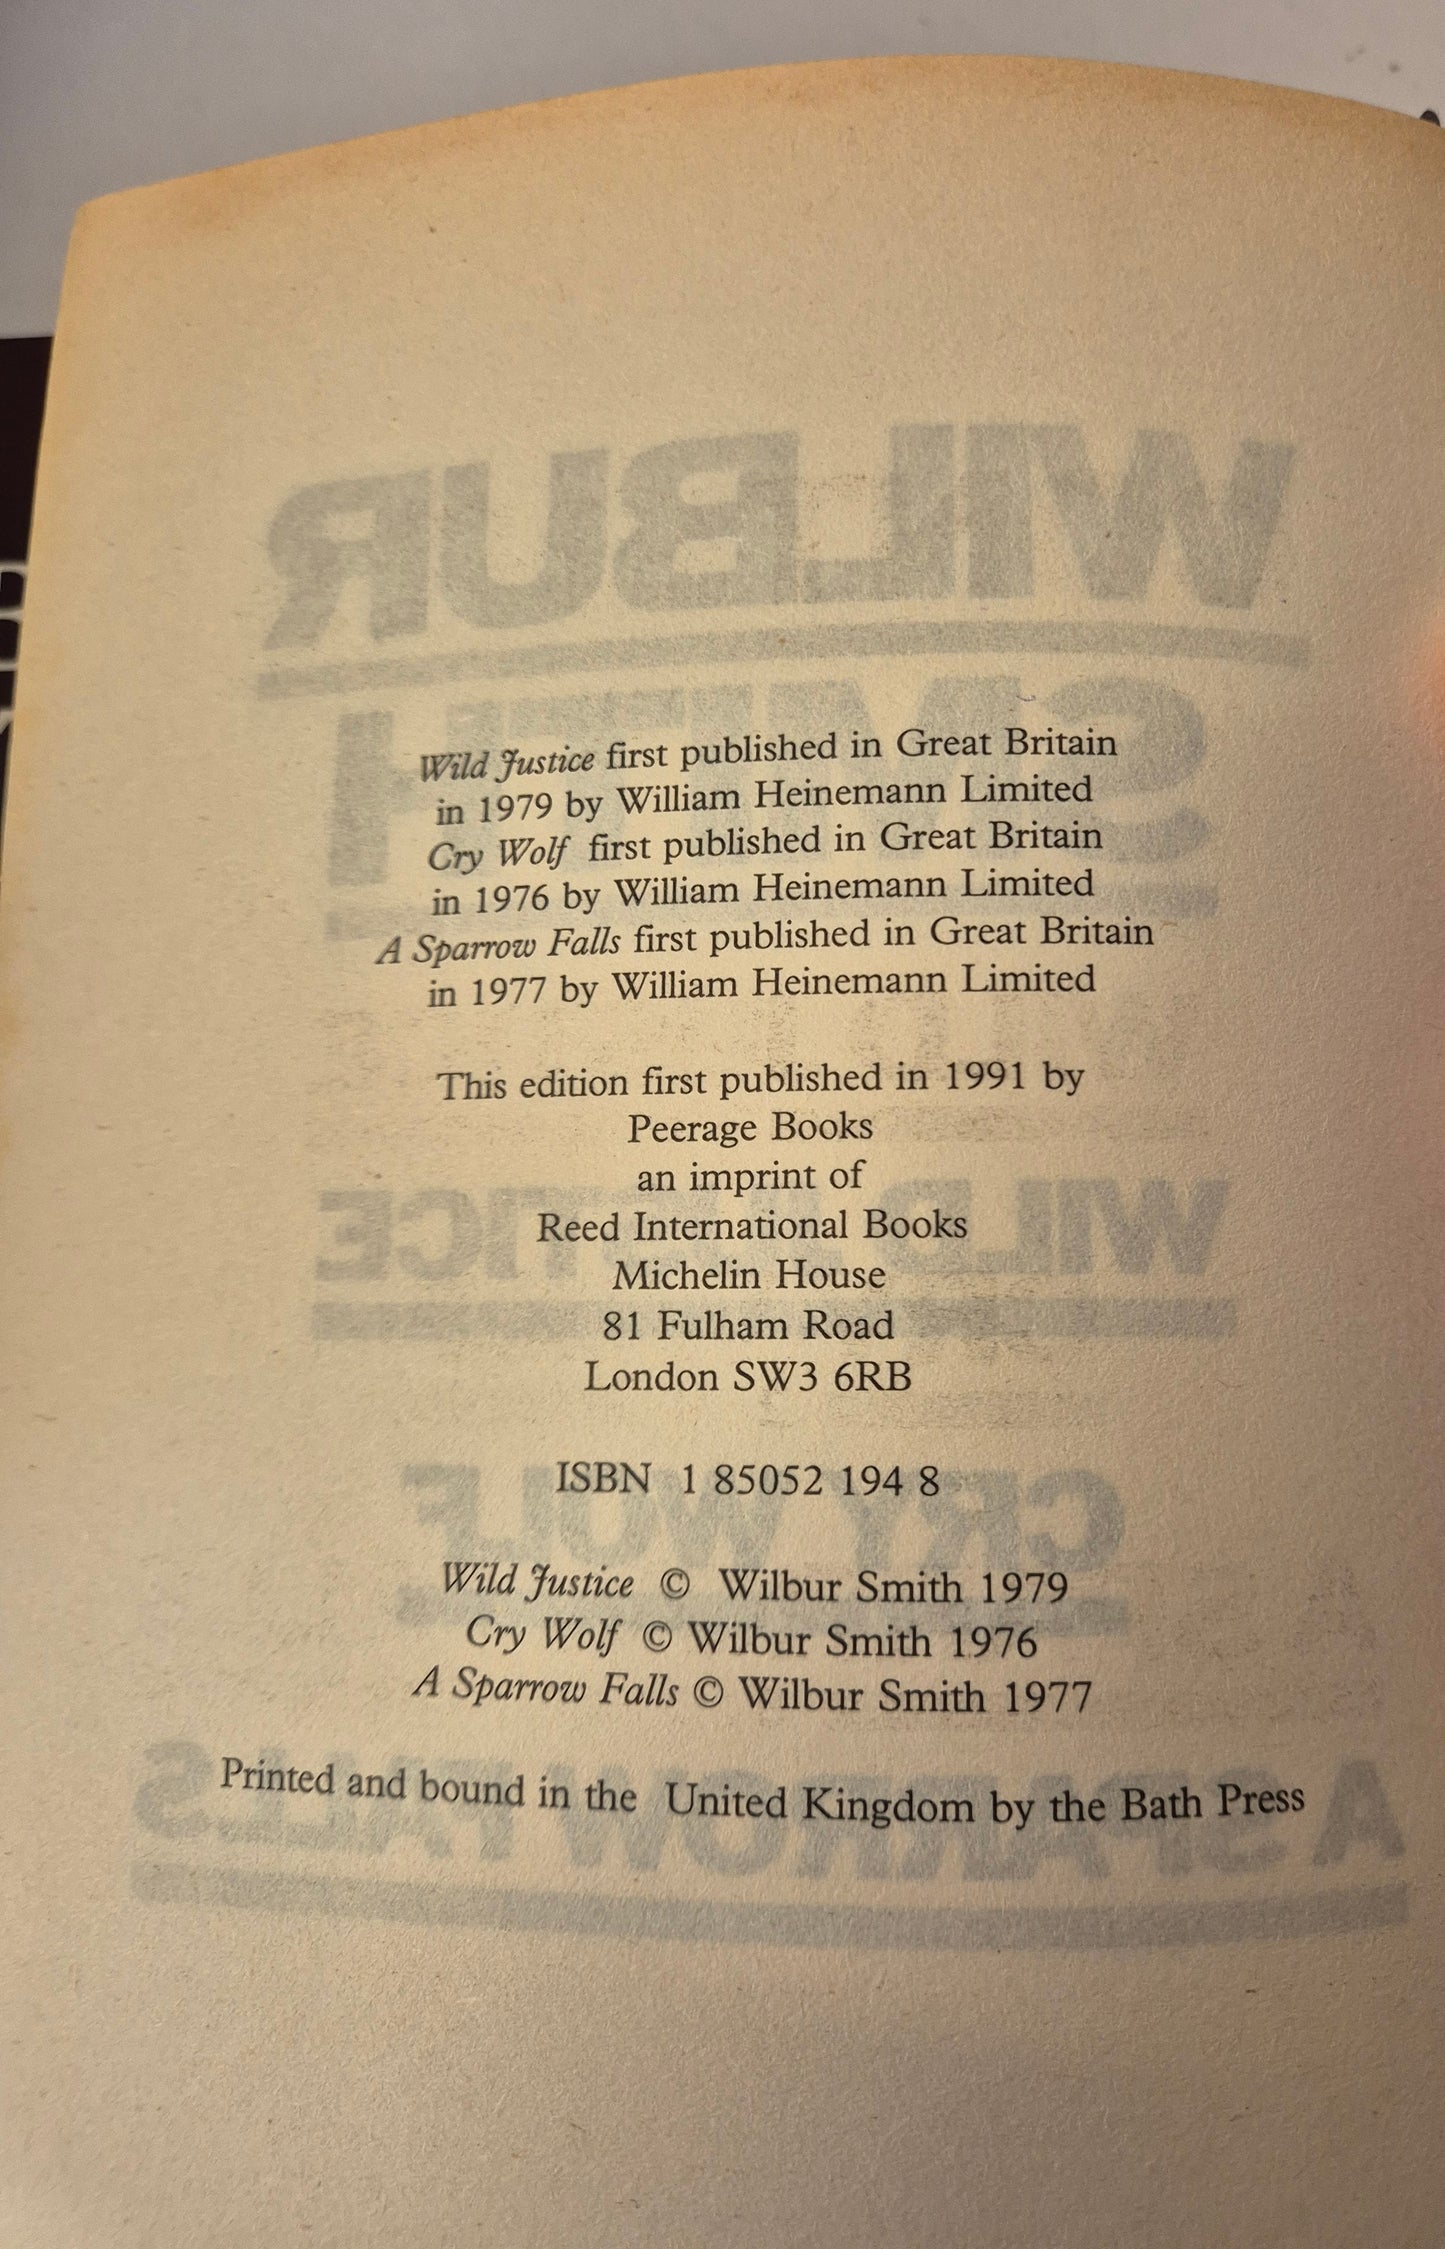 Wild Justice first published in Great Britain
in 1979 by William Heinemann Limited
Cry Wolf first published in Great Britain
in 1976 by William Heinemann Limited
A Sparrow Falls first published in Great Britain
in 1977 by William Heinemann Limited
This edition first published in 1991 by
Peerage Books
an imprint of
Reed International Books
Michelin House
81 Fulham Road
London SW3 6RB
ISBN 1 85052 194 8
Wild Justice © Wilbur Smith 1979
Cry Wolf © Wilbur Smith 1976
A Sparrow Falls © Wilbur Smith 1977
Printed and bound in the United Kingdom by the Bath Press